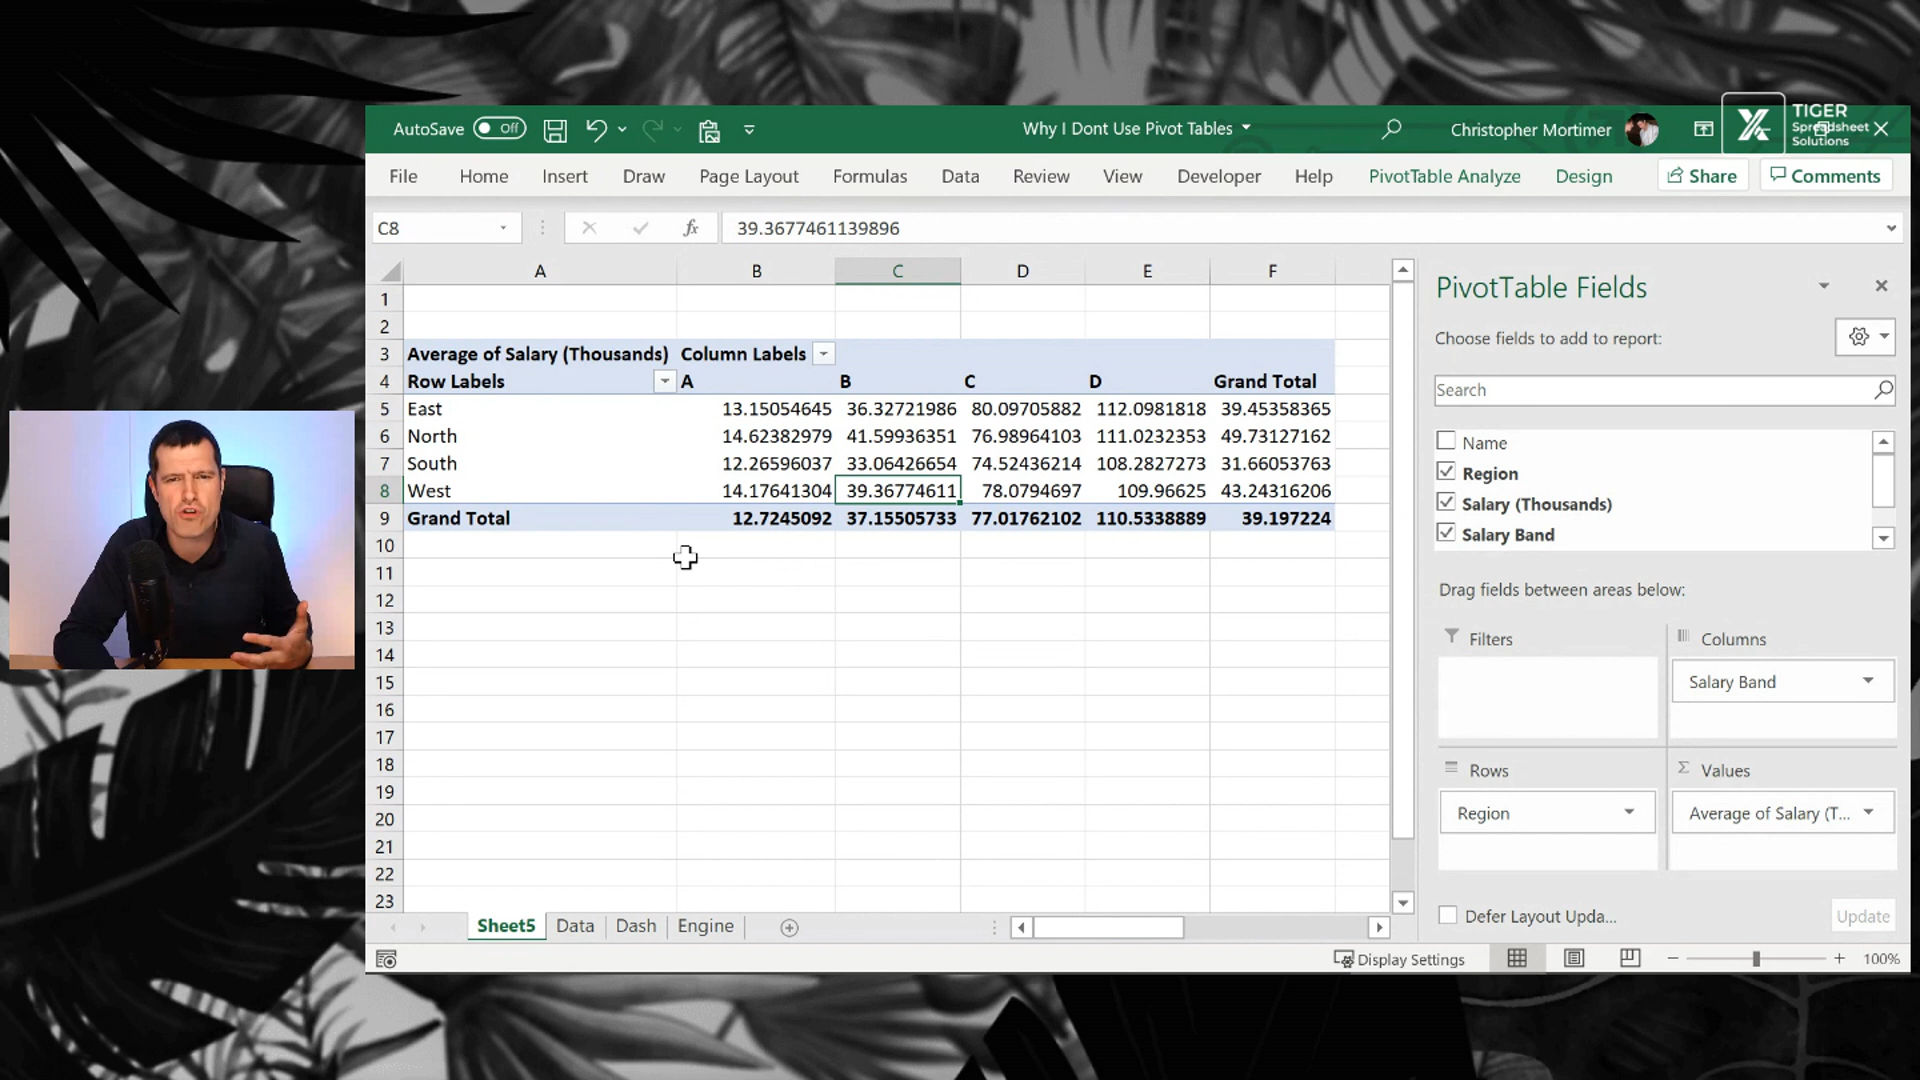 AutoSave Off
Why I Dont Use Pivot Tables
Christopher Mortimer
TIGER
Spreadsheet
Solutions
File Home Insert Draw Page Layout Formulas Data Review View Developer Help PivotTable Analyze Design Share Comments
C8 fx 39.3677461139896
A B C D E F
1
2
3 Average of Salary (Thousands) Column Labels
4 Row Labels A B C D Grand Total
5 East 13.15054645 36.32721986 80.09705882 112.0981818 39.45358365
6 North 14.62382979 41.59936351 76.98964103 111.0232353 49.73127162
7 South 12.26596037 33.06426654 74.52436214 108.2827273 31.66053763
8 West 14.17641304 39.36774611 78.0794697 109.96625 43.24316206
9 Grand Total 12.7245092 37.15505733 77.01762102 110.5338889 39.197224
10
11
12
13
14
15
16
17
18
19
20
21
22
23
Sheet5 Data Dash Engine
PivotTable Fields
Choose fields to add to report:
Search
Name
Region
Salary (Thousands)
Salary Band
Drag fields between areas below:
Filters
Columns
Salary Band
Rows
Region
Σ Values
Average of Salary (T...
Defer Layout Upda... Update
Display Settings 100%